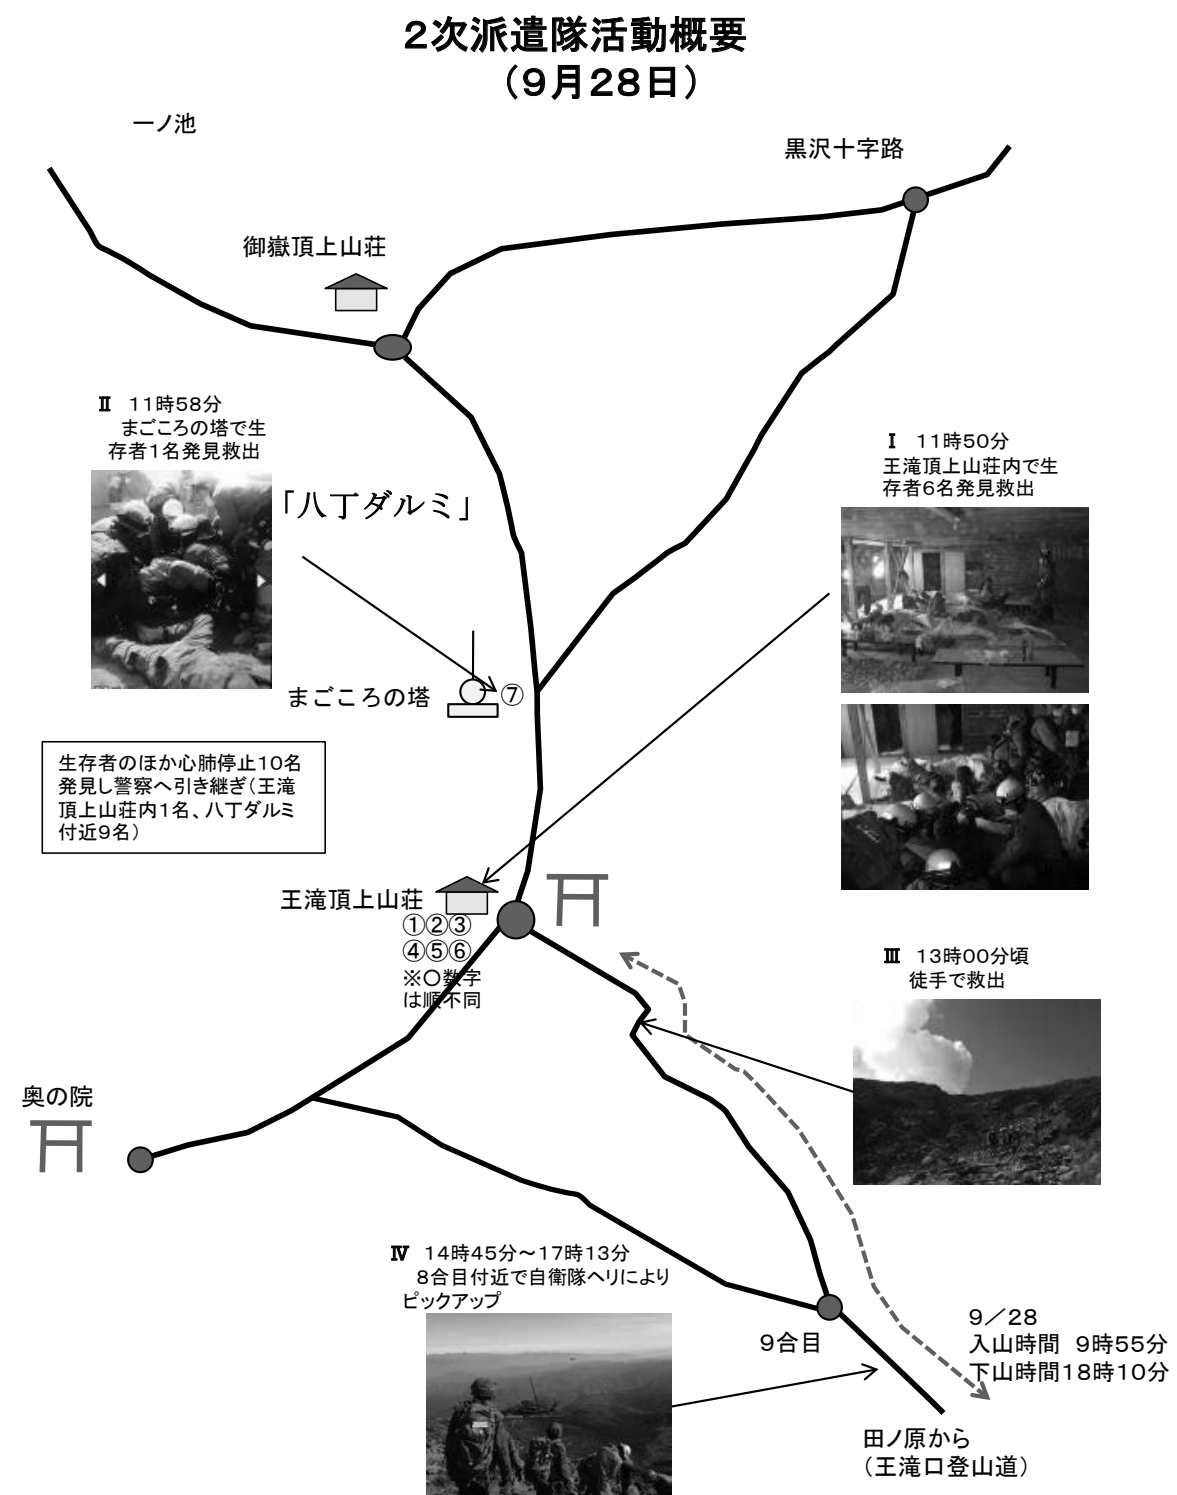 ２次派遣隊活動概要
（９月２８日）
一ノ池
黒沢十字路
御嶽頂上山荘
Ⅱ　１１時５８分
まごころの塔で生
存者１名発見救出
「八丁ダルミ」
Ⅰ　１１時５０分
王滝頂上山荘内で生
存者６名発見救出
まごころの塔
⑦
生存者のほか心肺停止１０名
発見し警察へ引き継ぎ（王滝
頂上山荘内１名、八丁ダルミ
付近９名）
王滝頂上山荘
①②③
④⑤⑥
※〇数字
は順不同
Ⅲ　１３時００分頃
徒手で救出
奥の院
Ⅳ　１４時４５分～１７時１３分
８合目付近で自衛隊ヘリにより
ピックアップ
９合目
９／２８
入山時間　９時５５分
下山時間１８時１０分
田ノ原から
（王滝口登山道）